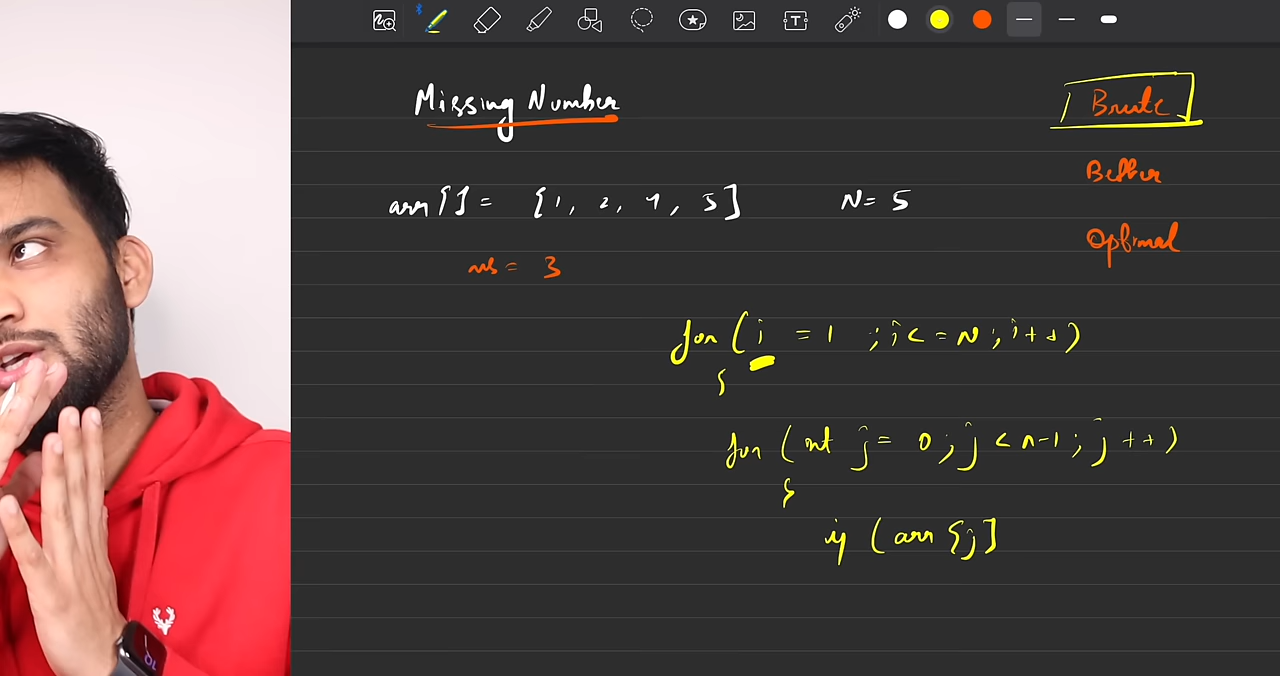 Missing Number
Brute
Better
Optimal
arr[] = {1, 2, 4, 5] N = 5
ans = 3
for (i = 1 ; i <= N ; i++)
{
for (int j = 0 ; j < n-1 ; j++)
{
if (arr[j]